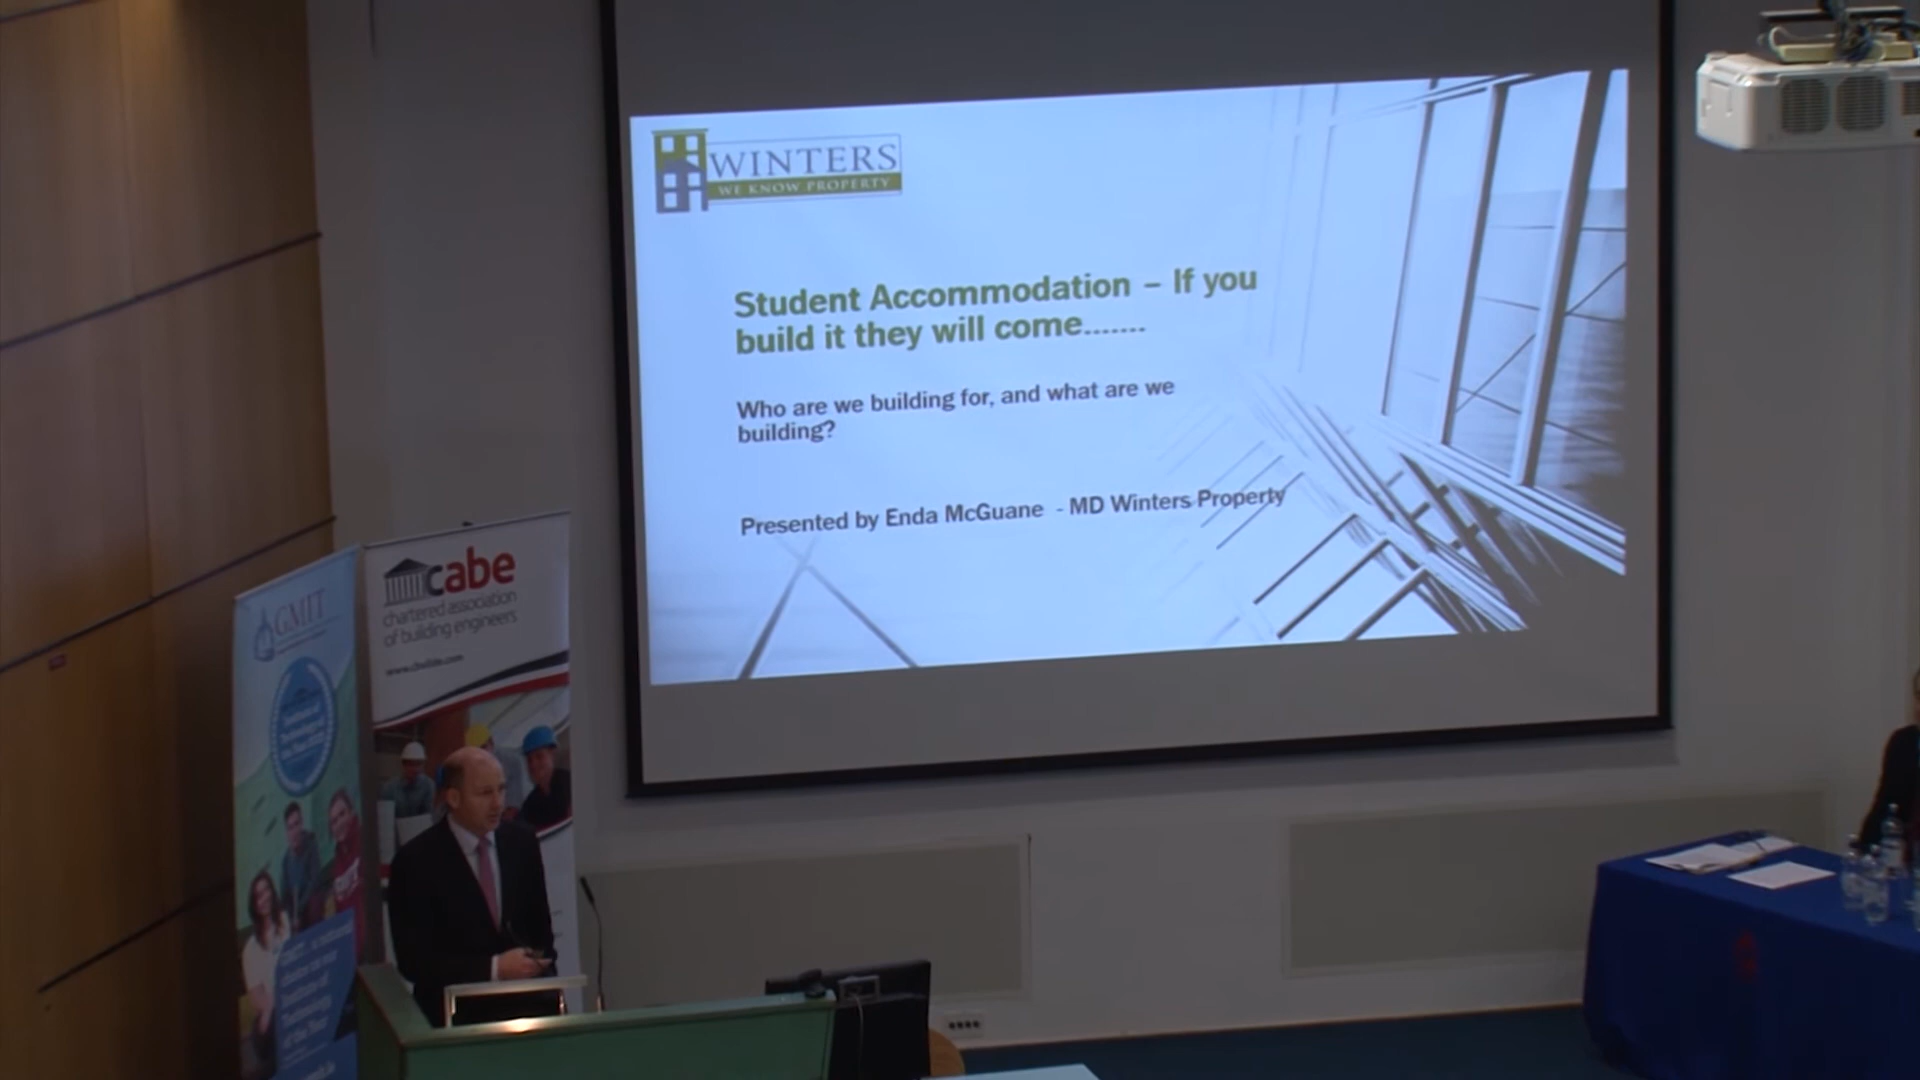 WINTERS
WE KNOW PROPERTY
Student Accommodation – If you
build it they will come.......
Who are we building for, and what are we
building?
Presented by Enda McGuane - MD Winters Property
GMIT
cabe
chartered association
of building engineers